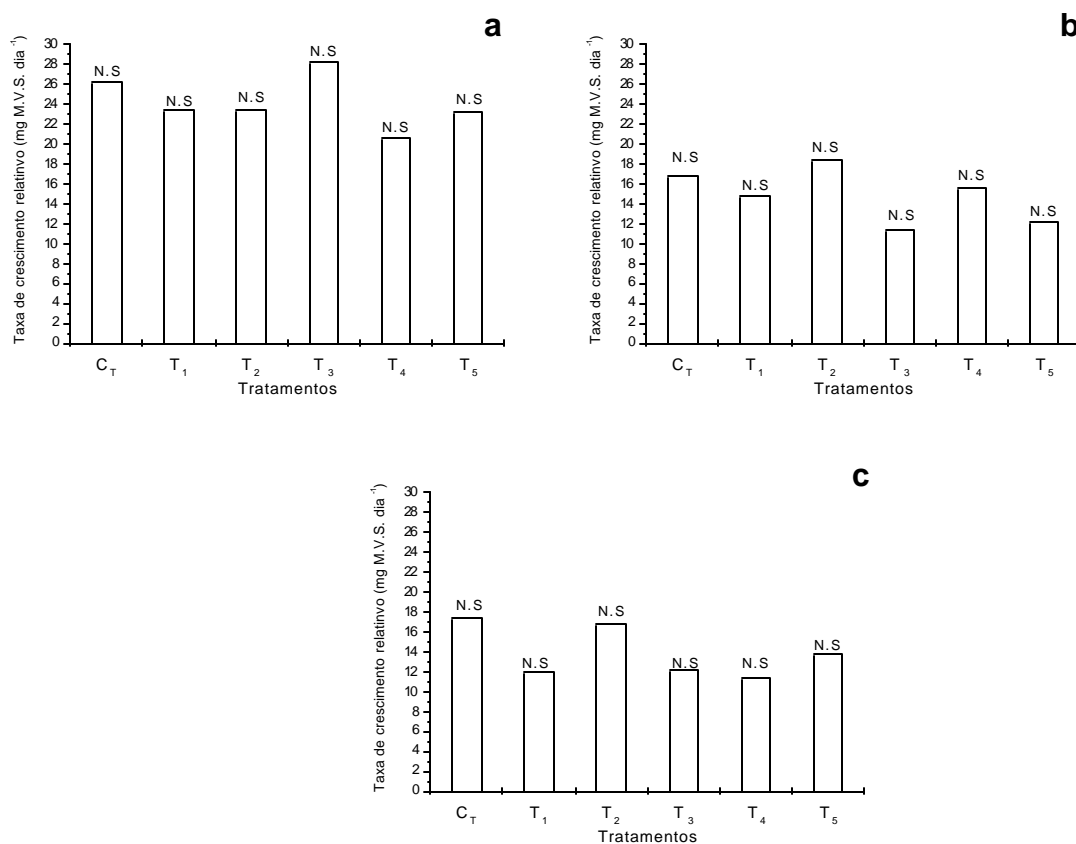 a
Taxa de crescimento relatinvo (mg M.V.S. dia -1)
30
28
26
24
22
20
18
16
14
12
10
8
6
4
2
0
N.S
N.S
N.S
N.S
N.S
N.S
C T
T 1
T 2
T 3
T 4
T 5
Tratamentos
b
Taxa de crescimento relatinvo (mg M.V.S. dia -1)
30
28
26
24
22
20
18
16
14
12
10
8
6
4
2
0
N.S
N.S
N.S
N.S
N.S
N.S
C T
T 1
T 2
T 3
T 4
T 5
Tratamentos
c
Taxa de crescimento relatinvo (mg M.V.S. dia -1)
30
28
26
24
22
20
18
16
14
12
10
8
6
4
2
0
N.S
N.S
N.S
N.S
N.S
N.S
C T
T 1
T 2
T 3
T 4
T 5
Tratamentos